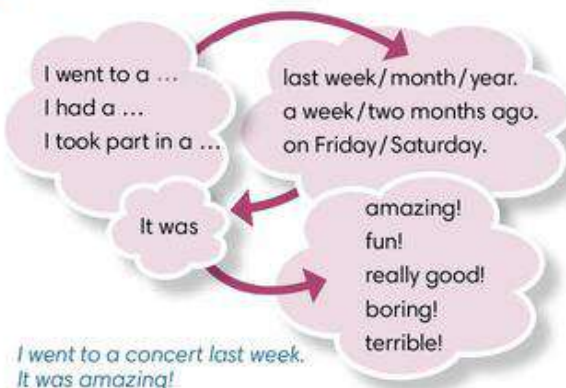 I went to a ...
I had a ...
I took part in a ...
last week/month/year.
a week/two months ago.
on Friday/Saturday.
It was
amazing!
fun!
really good!
boring!
terrible!
I went to a concert last week.
It was amazing!